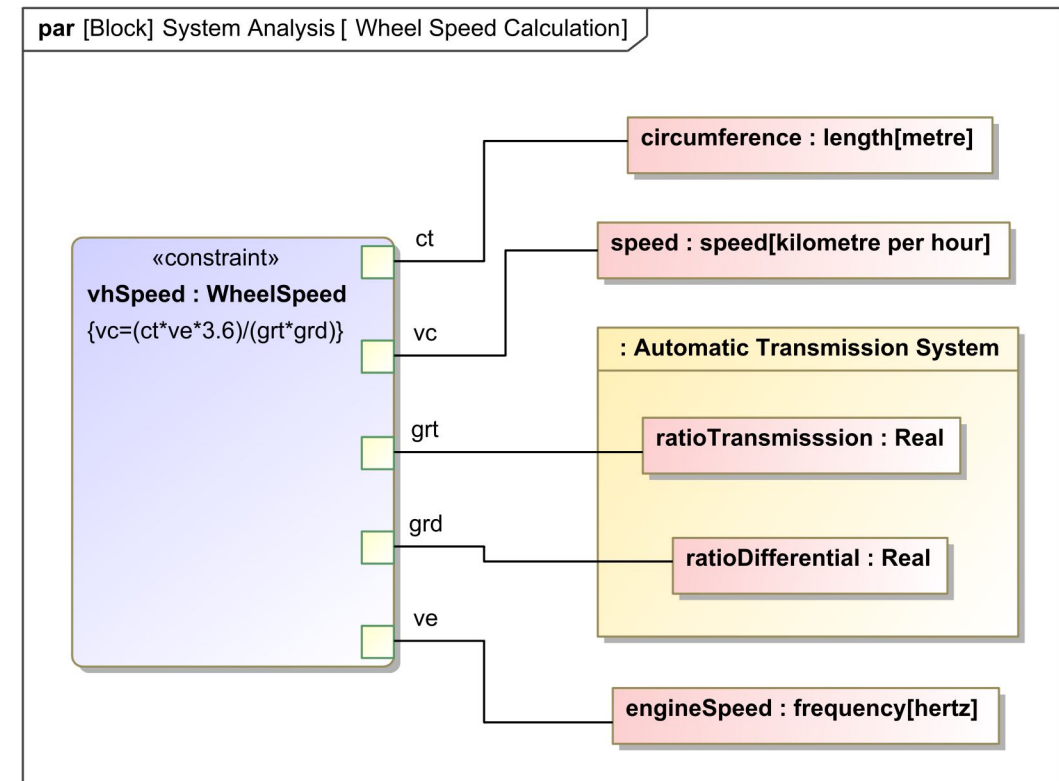 par [Block] System Analysis [ Wheel Speed Calculation]
circumference : length[metre]
ct
speed : speed[kilometre per hour]
«constraint»
vhSpeed : WheelSpeed
{vc=(ct*ve*3.6)/(grt*grd)}
vc
: Automatic Transmission System
grt
ratioTransmisssion : Real
grd
ratioDifferential : Real
ve
engineSpeed : frequency[hertz]